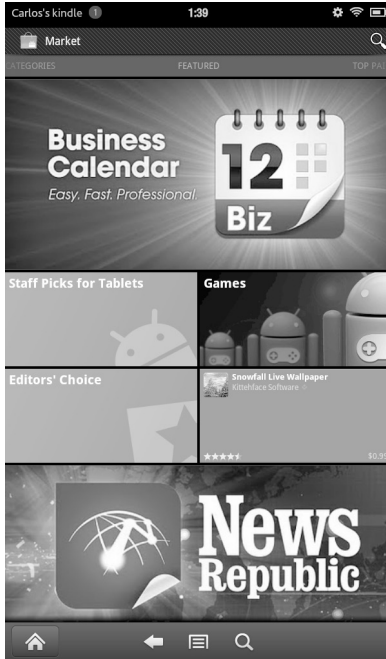 Carlos's kindle 1 1:39
Market
CATEGORIES FEATURED TOP PAI
Business
Calendar
Easy. Fast. Professional.
12
Biz
Staff Picks for Tablets
Games
Editors' Choice
Snowfall Live Wallpaper
Kittehface Software
$0.99
News
Republic